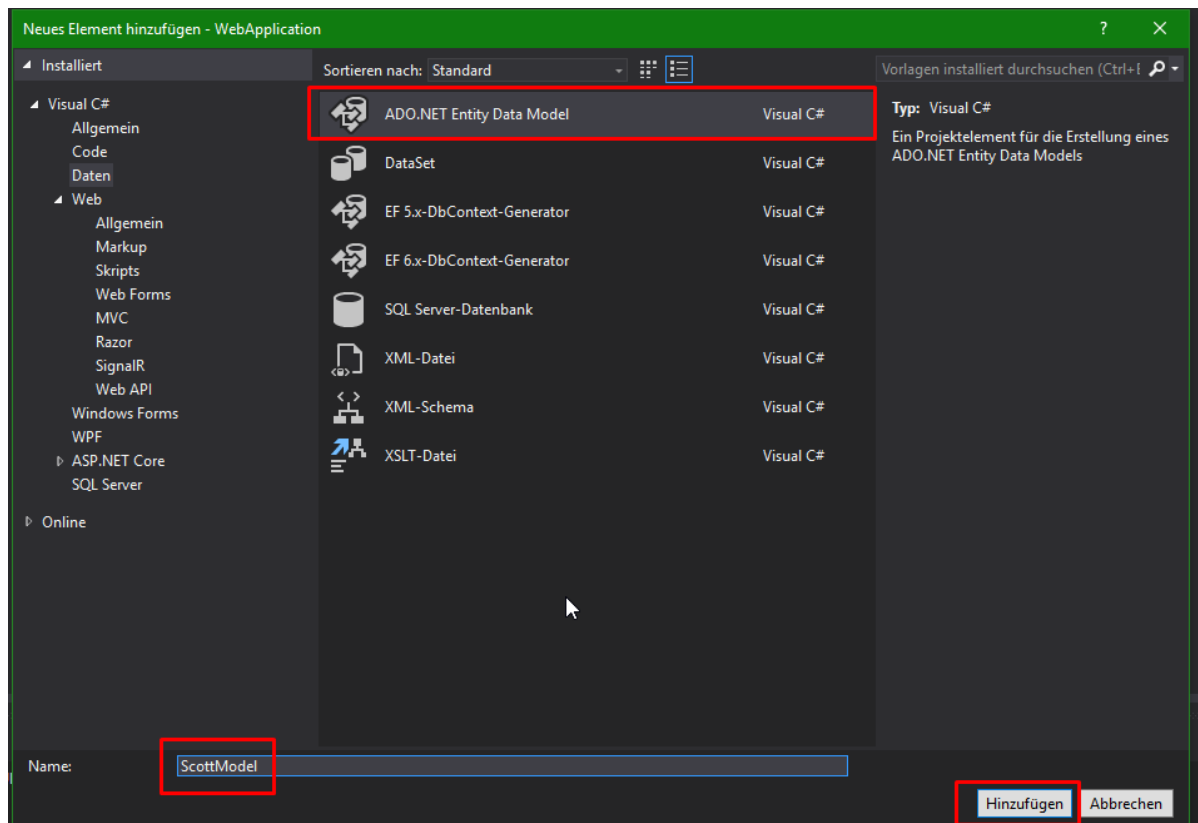 Neues Element hinzufügen - WebApplication
?
Installiert
Sortieren nach: Standard
Vorlagen installiert durchsuchen (Ctrl+E
Visual C#
Allgemein
Code
Daten
Web
Allgemein
Markup
Skripts
Web Forms
MVC
Razor
SignalR
Web API
Windows Forms
WPF
ASP.NET Core
SQL Server
Online
ADO.NET Entity Data Model Visual C#
DataSet Visual C#
EF 5.x-DbContext-Generator Visual C#
EF 6.x-DbContext-Generator Visual C#
SQL Server-Datenbank Visual C#
XML-Datei Visual C#
XML-Schema Visual C#
XSLT-Datei Visual C#
Typ: Visual C#
Ein Projektelement für die Erstellung eines
ADO.NET Entity Data Models
Name: ScottModel
Hinzufügen Abbrechen